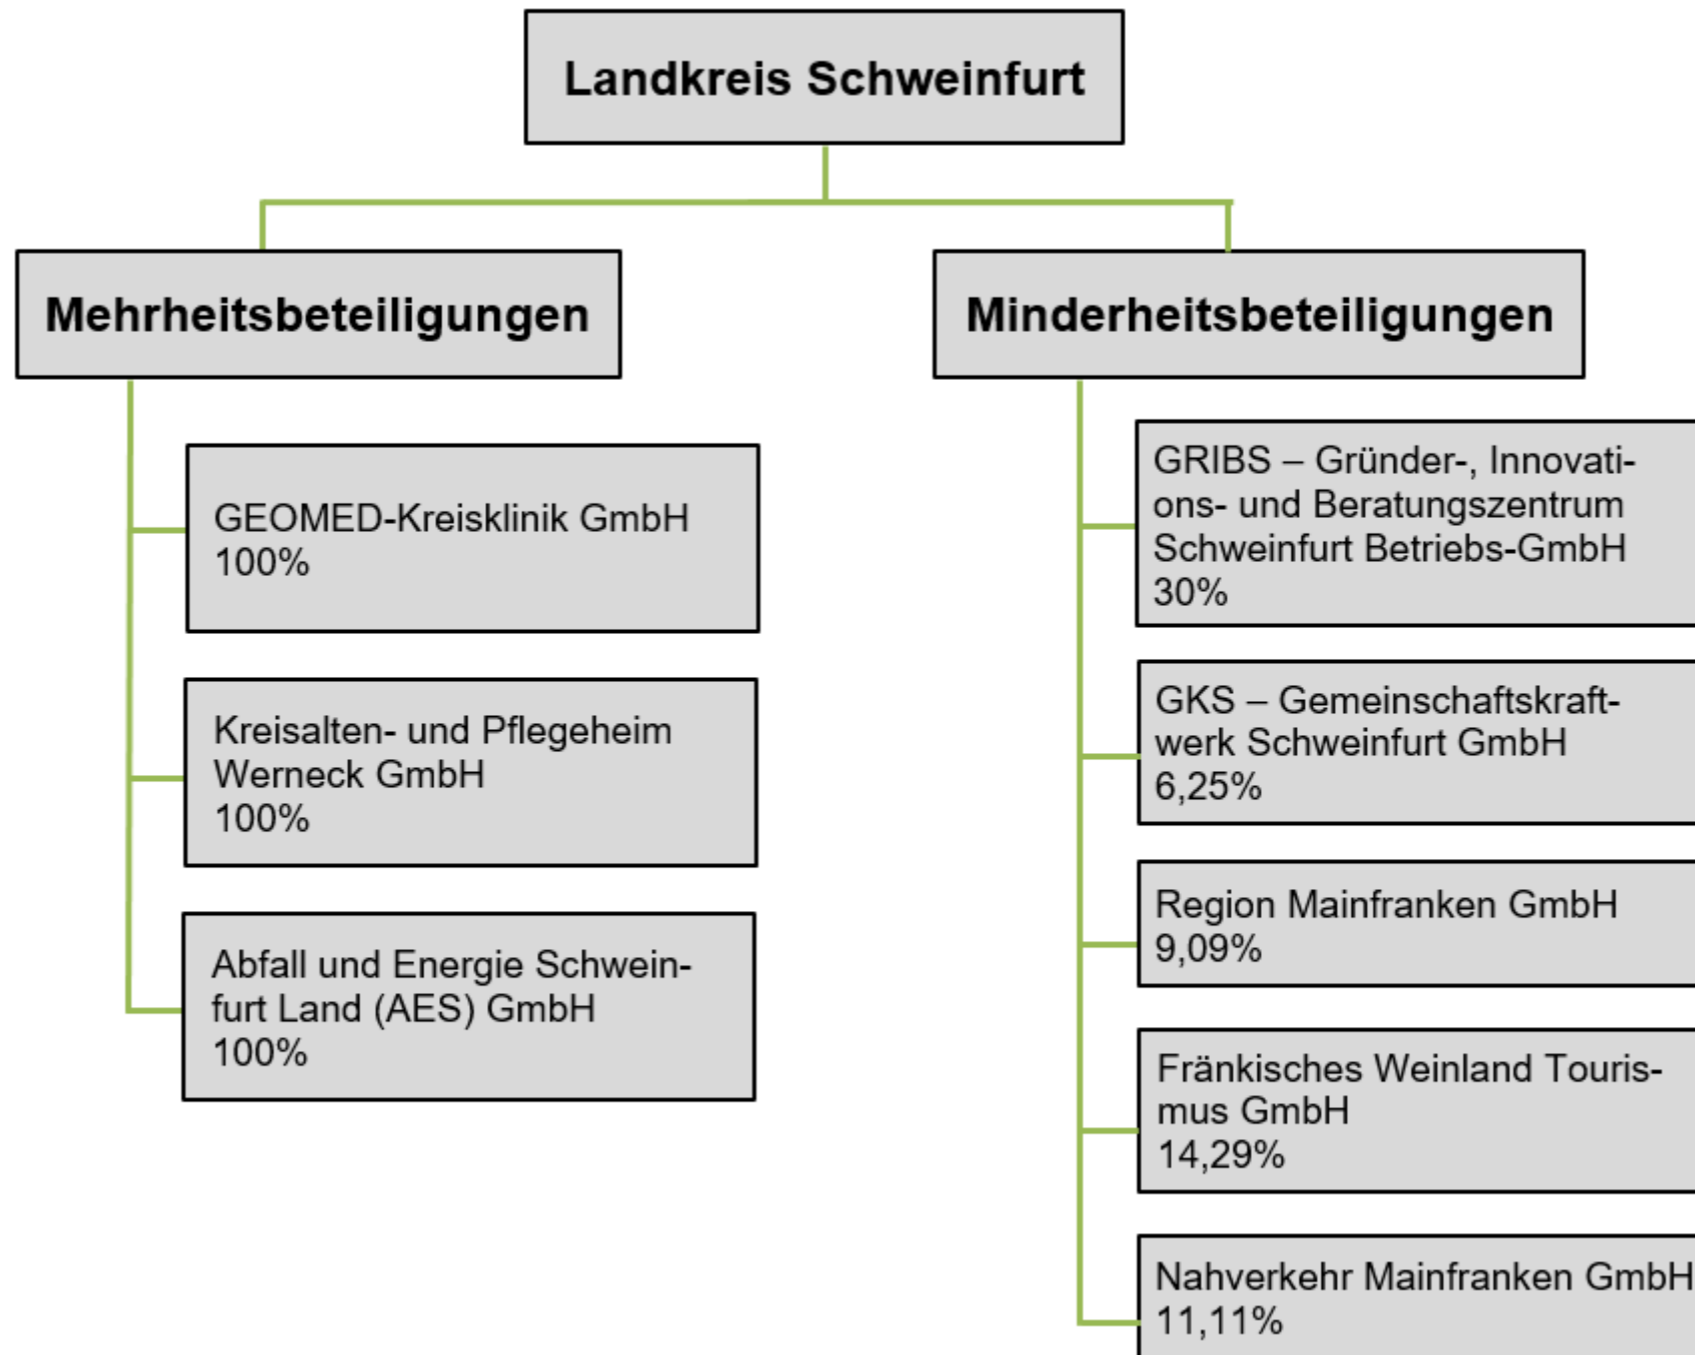 Landkreis Schweinfurt
Mehrheitsbeteiligungen
GEOMED-Kreisklinik GmbH
100%
Kreisalten- und Pflegeheim
Werneck GmbH
100%
Abfall und Energie Schwein-
furt Land (AES) GmbH
100%
Minderheitsbeteiligungen
GRIBS – Gründer-, Innovati-
ons- und Beratungszentrum
Schweinfurt Betriebs-GmbH
30%
GKS – Gemeinschaftskraft-
werk Schweinfurt GmbH
6,25%
Region Mainfranken GmbH
9,09%
Fränkisches Weinland Touris-
mus GmbH
14,29%
Nahverkehr Mainfranken GmbH
11,11%